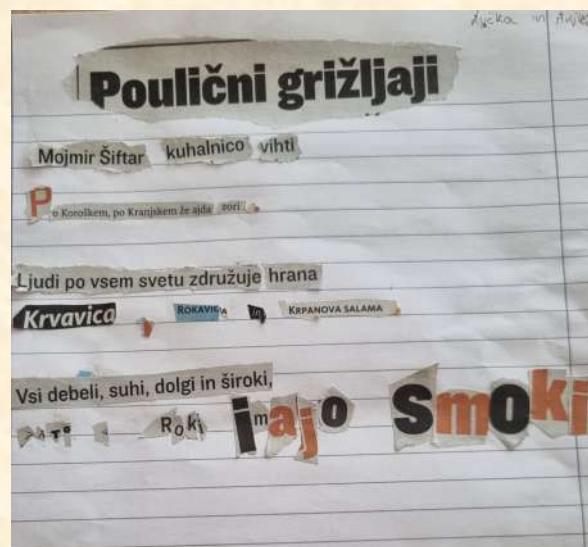 in
Poulični grižljaji
Mojmir Šiftar kuhalnico vihti
Po Koroškem, po Kranjskem že ajda zori
Ljudi po vsem svetu združuje hrana
Krvavica, ROKAVICA in KRPANOVA SALAMA
Vsi debeli, suhi, dolgi in široki,
Roki imajo Smoki